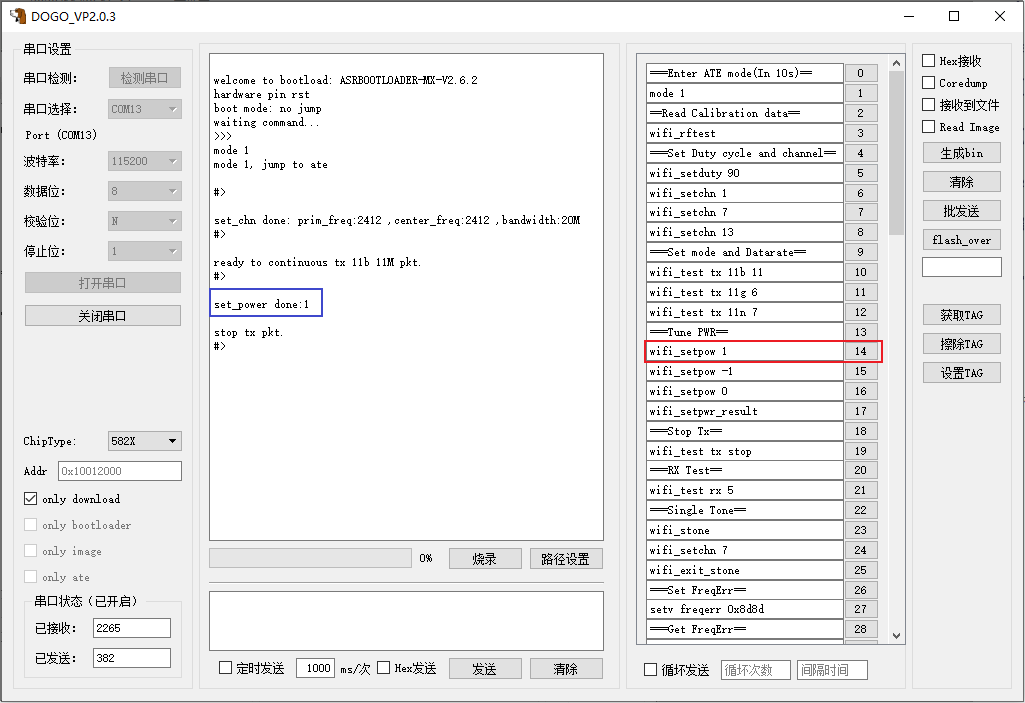 DOGO_VP2.0.3
串口设置
串口检测:
检测串口
串口选择:
COM13
Port (COM13)
波特率:
115200
数据位:
8
校验位:
N
停止位:
1
打开串口
关闭串口
ChipType:
582X
Addr
0x10012000
only download
only bootloader
only image
only ate
串口状态（已开启）
已接收:
2265
已发送:
382
welcome to bootload: ASRBOOTLOADER-MX-V2.6.2
hardware pin rst
boot mode: no jump
waiting command...
>>>
mode 1
mode 1, jump to ate
#>
set_chn done: prim_freq:2412 ,center_freq:2412 ,bandwidth:20M
#>
ready to continuous tx 11b 11M pkt.
#>
set_power done:1
stop tx pkt.
#>
0%
烧录
路径设置
定时发送
1000
ms/次
Hex发送
发送
清除
===Enter ATE mode(In 10s)==
0
mode 1
1
==Read Calibration data==
2
wifi_rftest
3
===Set Duty cycle and channel==
4
wifi_setduty 90
5
wifi_setchn 1
6
wifi_setchn 7
7
wifi_setchn 13
8
===Set mode and Datarate==
9
wifi_test tx 11b 11
10
wifi_test tx 11g 6
11
wifi_test tx 11n 7
12
===Tune PWR==
13
wifi_setpow 1
14
wifi_setpow -1
15
wifi_setpow 0
16
wifi_setpwr_result
17
===Stop Tx==
18
wifi_test tx stop
19
===RX Test==
20
wifi_test rx 5
21
===Single Tone==
22
wifi_stone
23
wifi_setchn 7
24
wifi_exit_stone
25
===Set FreqErr==
26
setv freqerr 0x8d8d
27
===Get FreqErr==
28
循环发送
循环次数
间隔时间
Hex接收
Coredump
接收到文件
Read Image
生成bin
清除
批发送
flash_over
获取TAG
擦除TAG
设置TAG